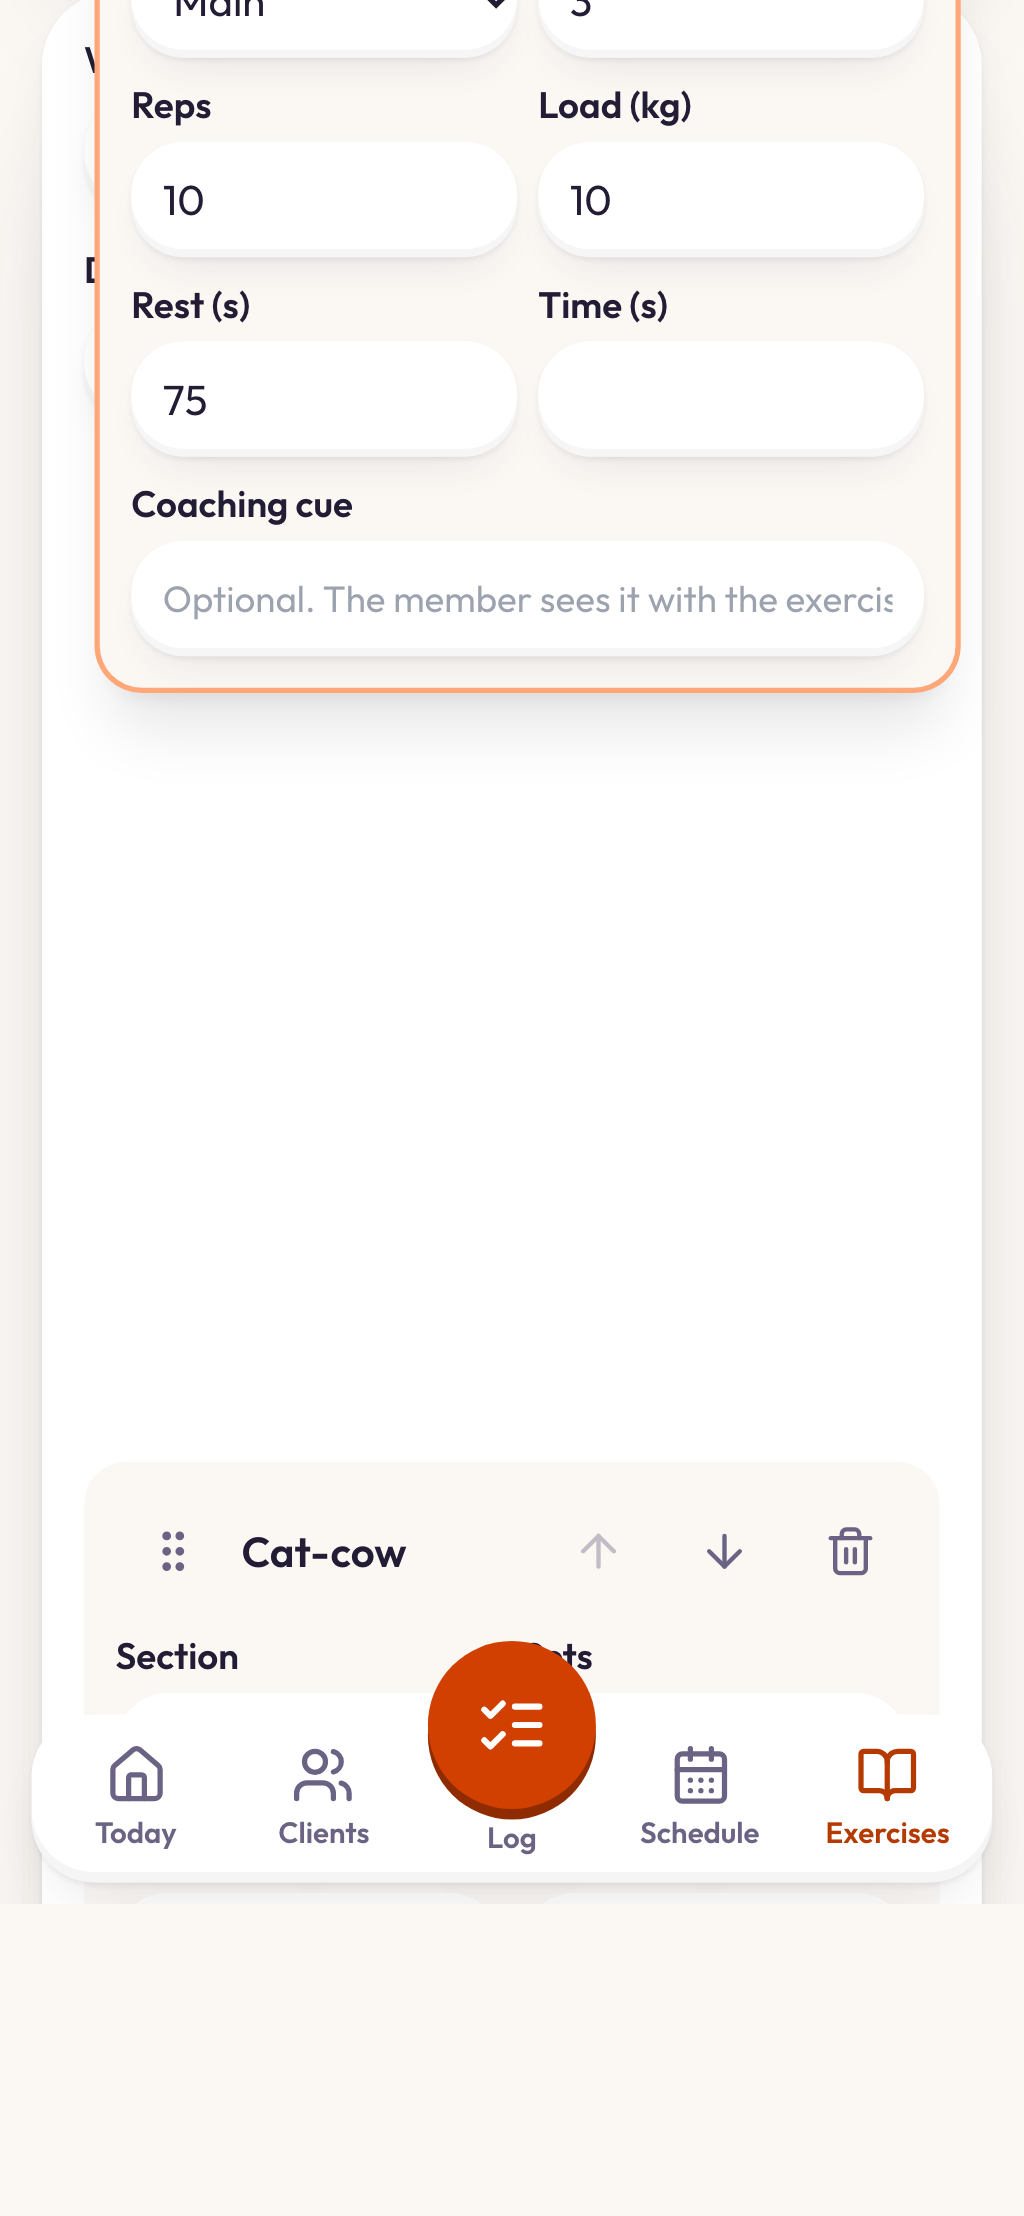 Main 3
Reps Load (kg)
10 10
Rest (s) Time (s)
75
Coaching cue
Optional. The member sees it with the exercis
Cat-cow
Section
Today Clients Log Schedule Exercises